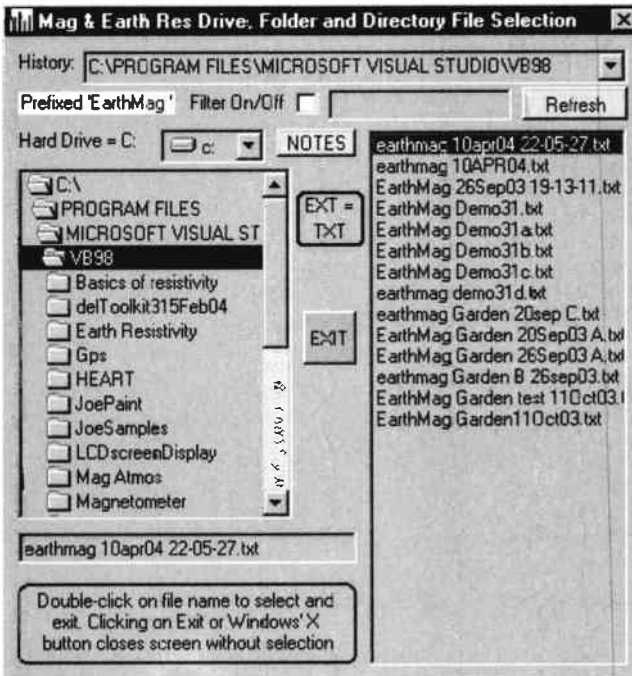 Mag & Earth Res Drive, Folder and Directory File Selection
History: C:\PROGRAM FILES\MICROSOFT VISUAL STUDIO\VB98
Prefixed 'EarthMag ' Filter On/Off Refresh
Hard Drive = C: c: NOTES
C:\
PROGRAM FILES
MICROSOFT VISUAL ST
VB98
Basics of resistivity
delToolkit315Feb04
Earth Resistivity
Gps
HEART
JoePaint
JoeSamples
LCDscreenDisplay
Mag Atmos
Magnetometer
EXT =
TXT
EXIT
earthmag 10apr04 22-05-27.txt
earthmag 10APR04.txt
EarthMag 26Sep03 19-13-11.txt
EarthMag Demo31.txt
EarthMag Demo31a.txt
EarthMag Demo31b.txt
EarthMag Demo31c.txt
earthmag demo31d.txt
earthmag Garden 20sep C.txt
EarthMag Garden 20Sep03 A.txt
EarthMag Garden 26Sep03 A.txt
earthmag Garden B 26sep03.txt
EarthMag Garden test 11Oct03.t
EarthMag Garden11Oct03.txt
earthmag 10apr04 22-05-27.txt
Double-click on file name to select and
exit. Clicking on Exit or Windows' X
button closes screen without selection